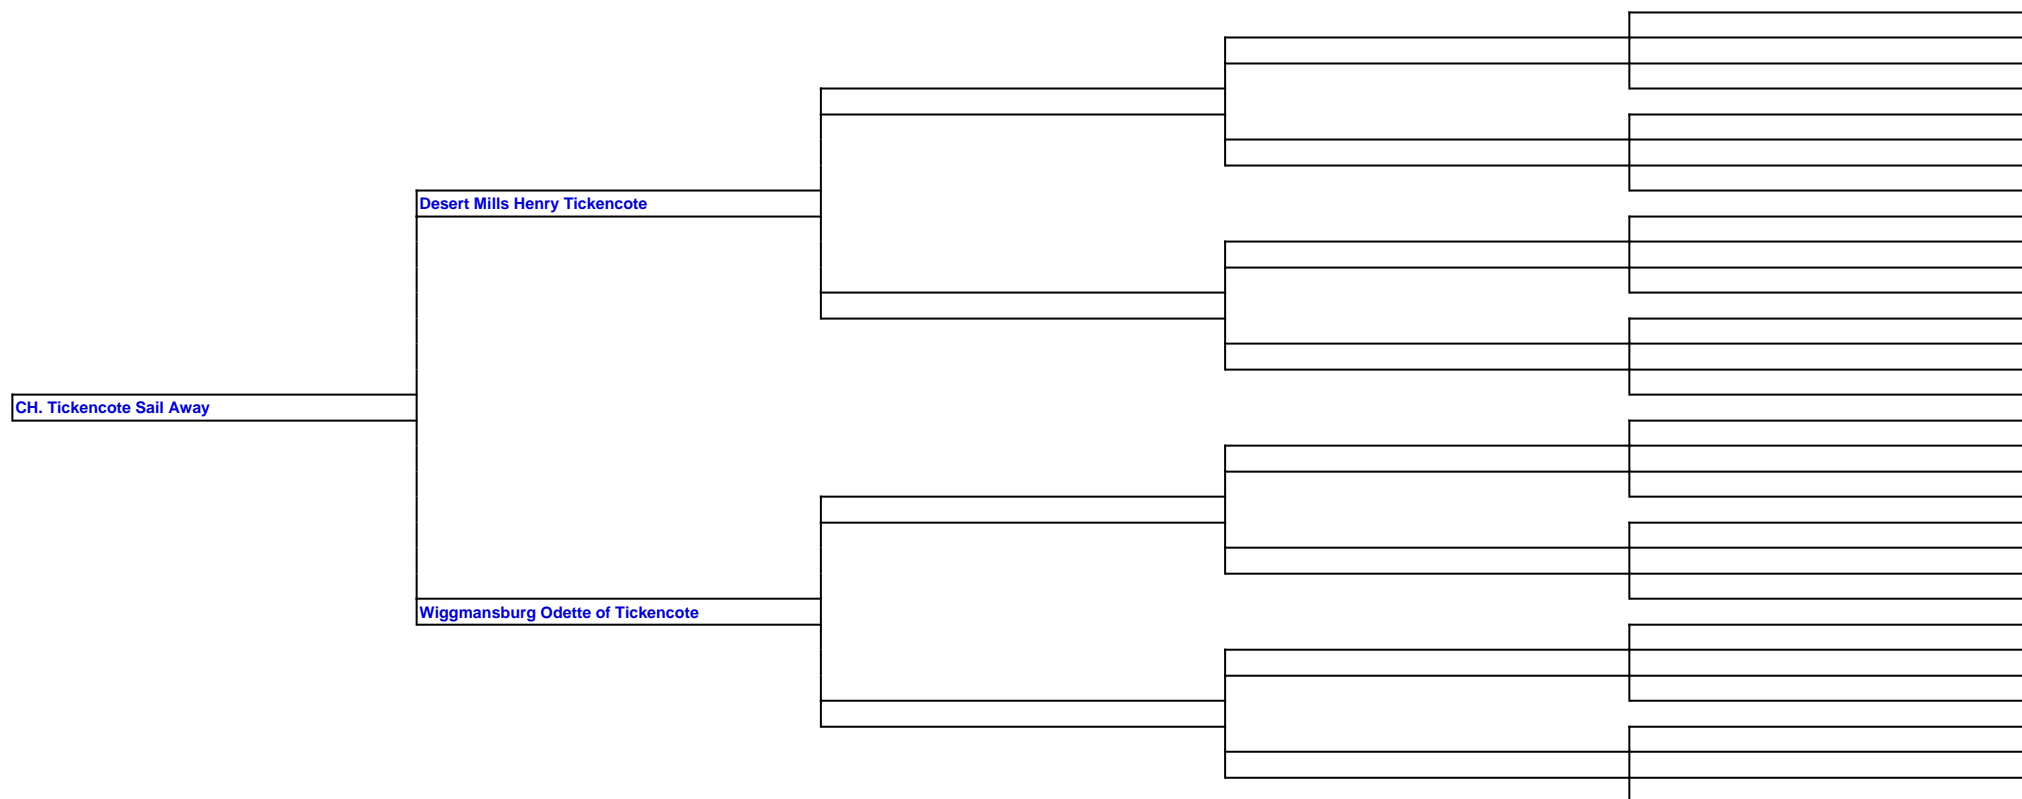 Desert Mills Henry Tickencote
CH. Tickencote Sail Away
Wiggmansburg Odette of Tickencote